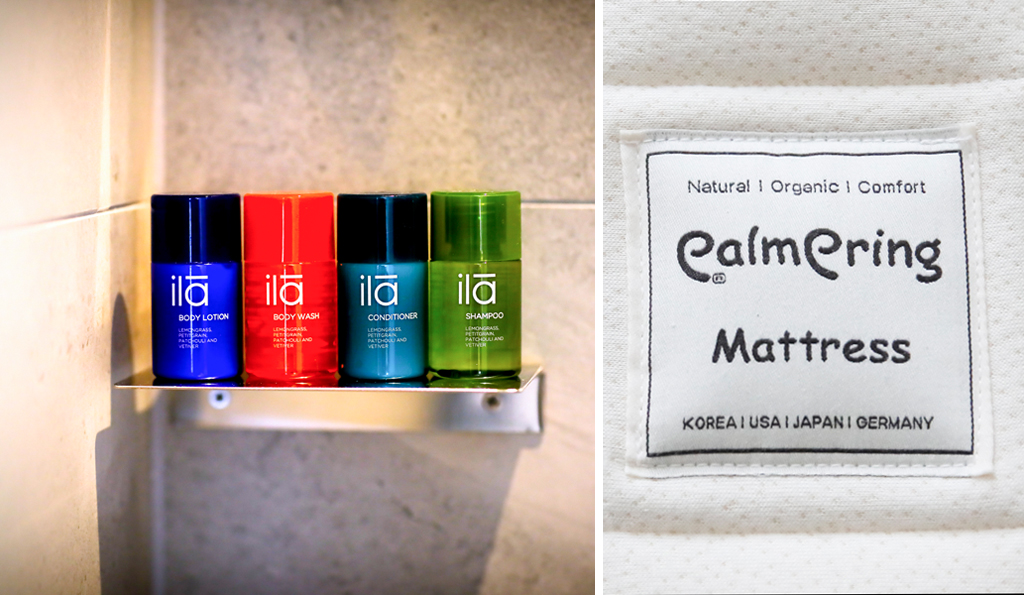 ilā
BODY LOTION
LEMONGRASS,
PETITGRAIN,
PATCHOULI AND
VETIVER
ilā
BODY WASH
LEMONGRASS,
PETITGRAIN,
PATCHOULI AND
VETIVER
ilā
CONDITIONER
LEMONGRASS,
PETITGRAIN,
PATCHOULI AND
VETIVER
ilā
SHAMPOO
LEMONGRASS,
PETITGRAIN,
PATCHOULI AND
VETIVER
Natural | Organic | Comfort
CalmEring
Mattress
KOREA | USA | JAPAN | GERMANY